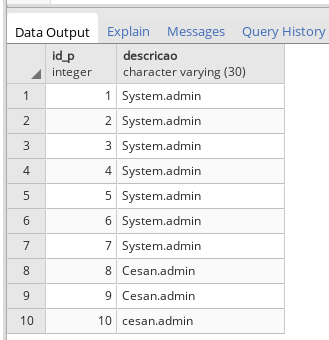 Data Output Explain Messages Query History
id_p descricao
integer character varying (30)
1 1 System.admin
2 2 System.admin
3 3 System.admin
4 4 System.admin
5 5 System.admin
6 6 System.admin
7 7 System.admin
8 8 Cesan.admin
9 9 Cesan.admin
10 10 cesan.admin